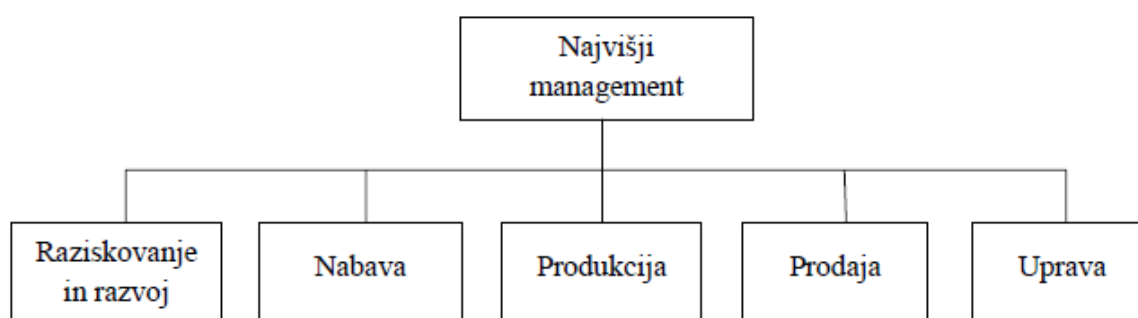 Najvišji
management
Raziskovanje
in razvoj
Nabava
Produkcija
Prodaja
Uprava